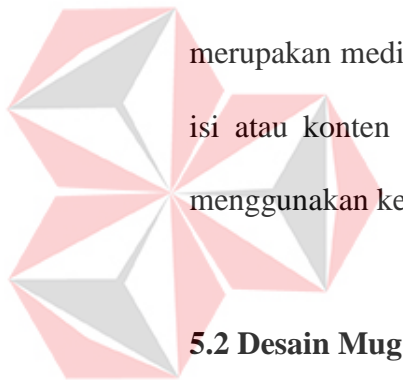 merupakan medi
isi atau konten
menggunakan ke
5.2 Desain Mug